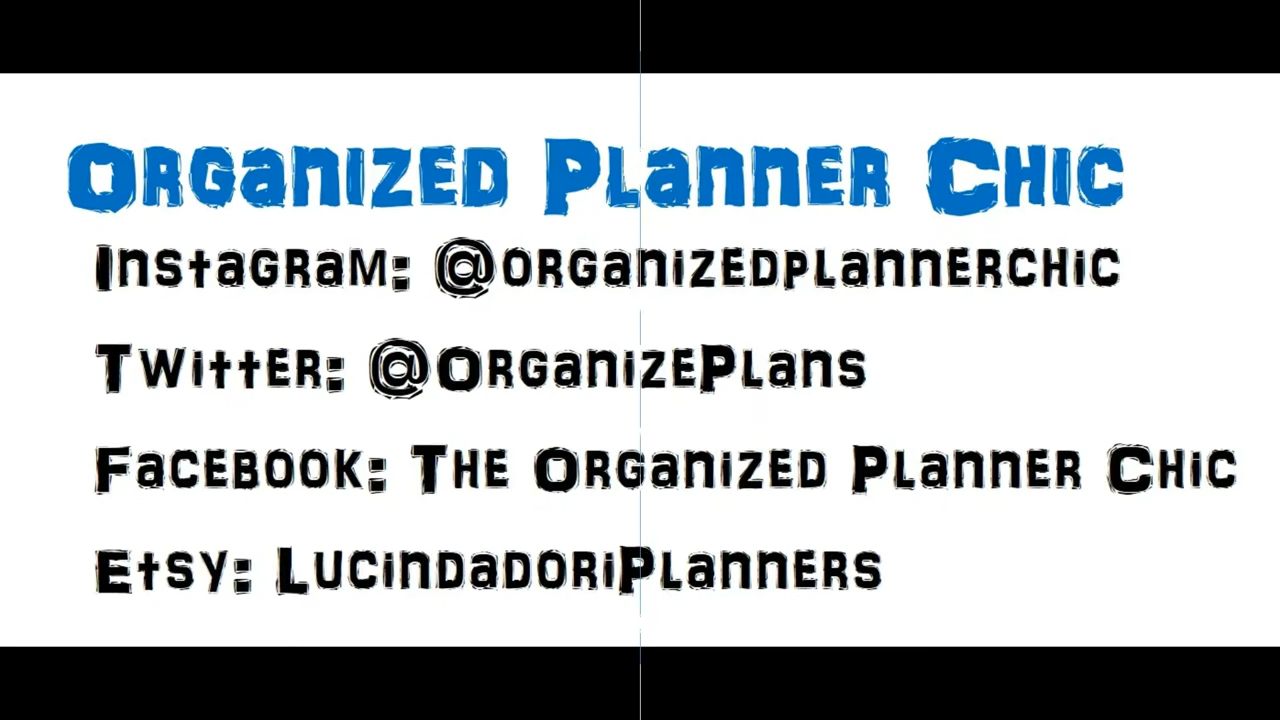 Organized Planner Chic
Instagram: @organizedplannerchic
Twitter: @OrganizePlans
Facebook: The Organized Planner Chic
Etsy: LucindadoriPlanners